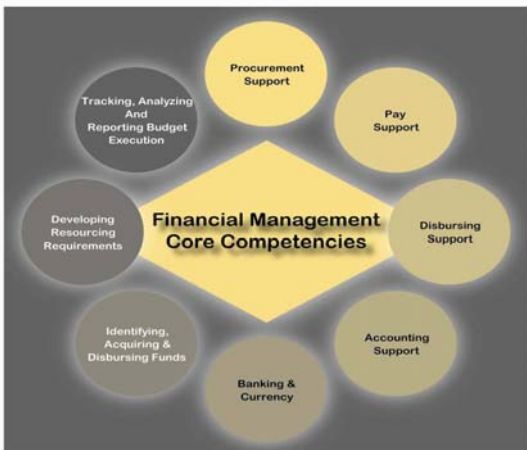 Procurement
Support
Pay
Support
Disbursing
Support
Accounting
Support
Banking &
Currency
Identifying,
Acquiring &
Disbursing Funds
Developing
Resourcing
Requirements
Tracking, Analyzing
And
Reporting Budget
Execution
Financial Management
Core Competencies